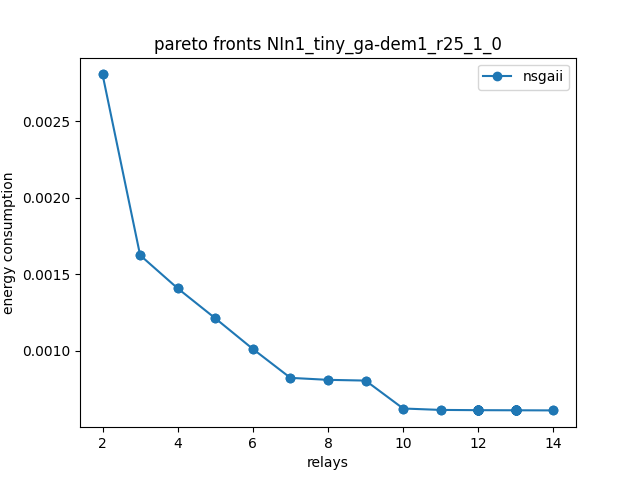 pareto fronts NIn1_tiny_ga-dem1_r25_1_0
nsgaii
energy consumption
0.0025
0.0020
0.0015
0.0010
2 4 6 8 10 12 14
relays